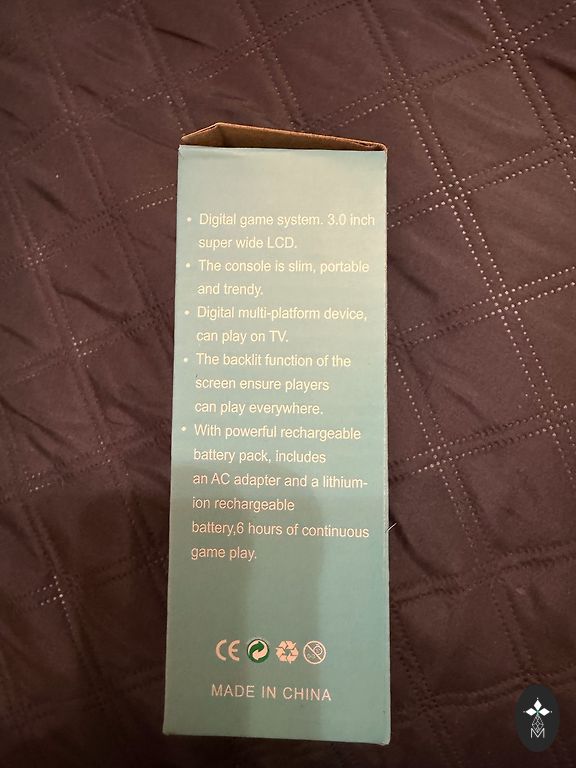 • Digital game system. 3.0 inch
super wide LCD.
• The console is slim, portable
and trendy.
• Digital multi-platform device,
can play on TV.
• The backlit function of the
screen ensure players
can play everywhere.
• With powerful rechargeable
battery pack, includes
an AC adapter and a lithium-
ion rechargeable
battery,6 hours of continuous
game play.
CE
MADE IN CHINA
M